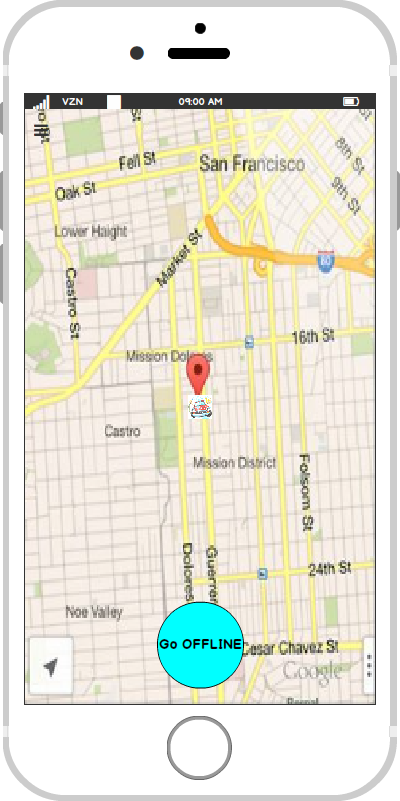 VZN
09:00 AM
8th St
Fell St
San Francisco
Oak St
9th St
Lower Haight
Market St
80
Castro St
16th St
Mission Dolores
Castro
Mission District
Folsom St
Dolores
Guerrer
24th St
Noe Valley
Go OFFLINE
Cesar Chavez St
Google